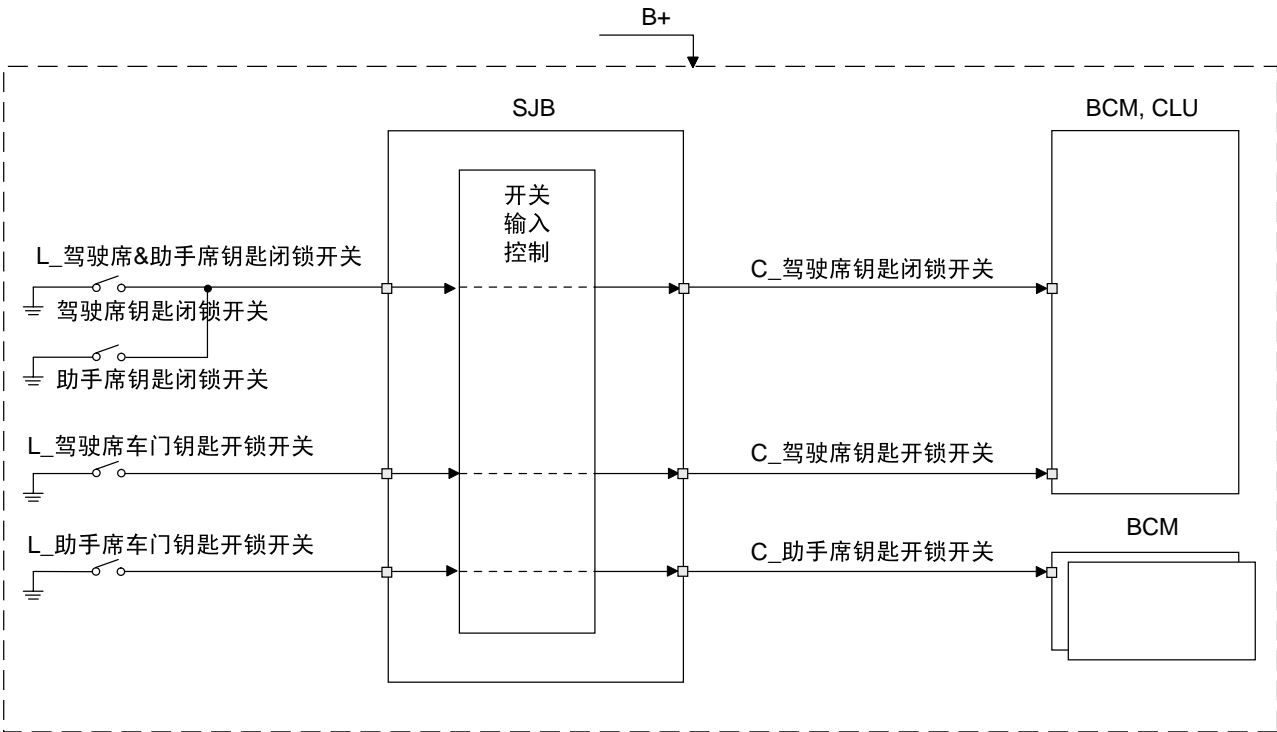 B+
SJB
BCM, CLU
开关
输入
控制
L_驾驶席&助手席钥匙闭锁开关
C_驾驶席钥匙闭锁开关
驾驶席钥匙闭锁开关
助手席钥匙闭锁开关
L_驾驶席车门钥匙开锁开关
C_驾驶席钥匙开锁开关
BCM
L_助手席车门钥匙开锁开关
C_助手席钥匙开锁开关